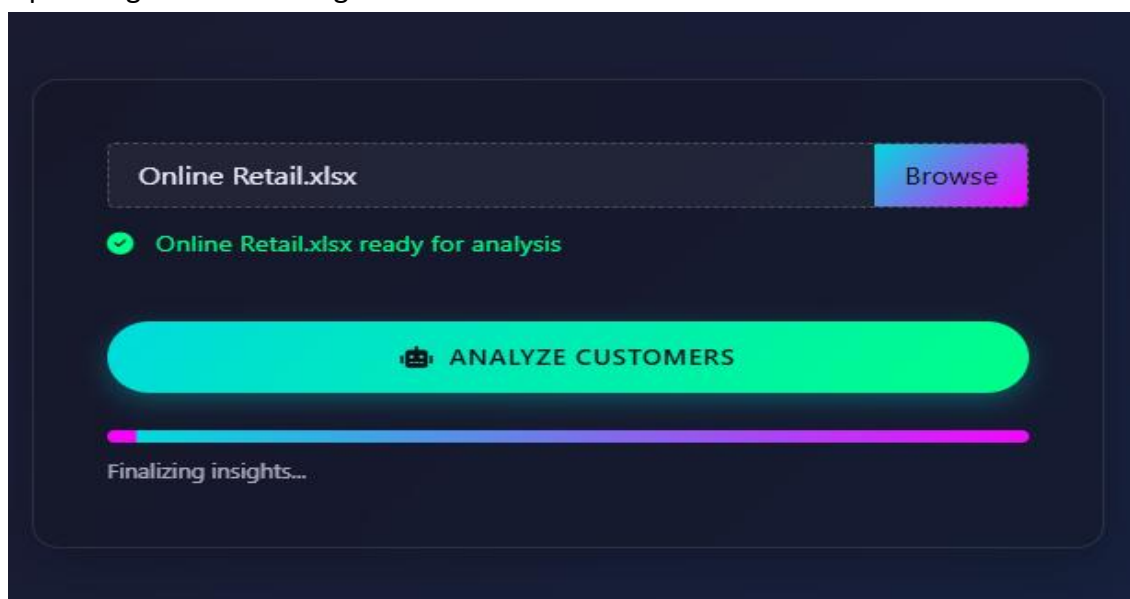 Online Retail.xlsx
Browse
Online Retail.xlsx ready for analysis
ANALYZE CUSTOMERS
Finalizing insights...